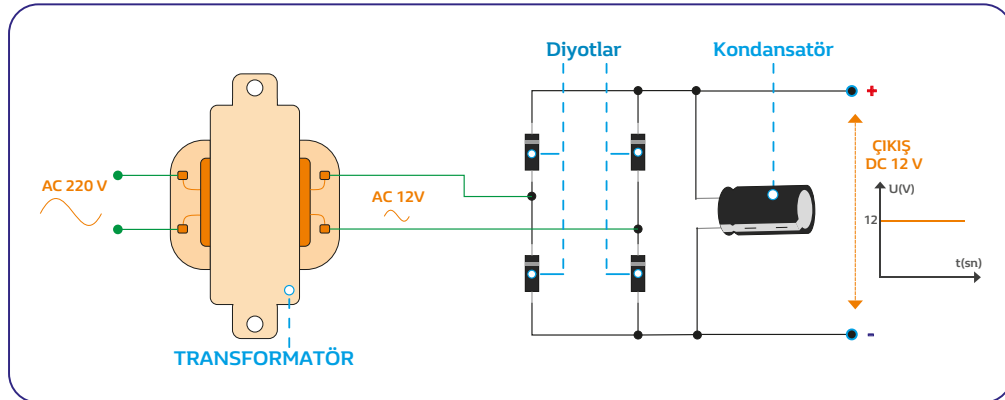 Diyotlar
Kondansatör
+
ÇIKIŞ
DC 12 V
AC 220 V
AC 12V
U(V)
12
t(sn)
-
TRANSFORMATÖR